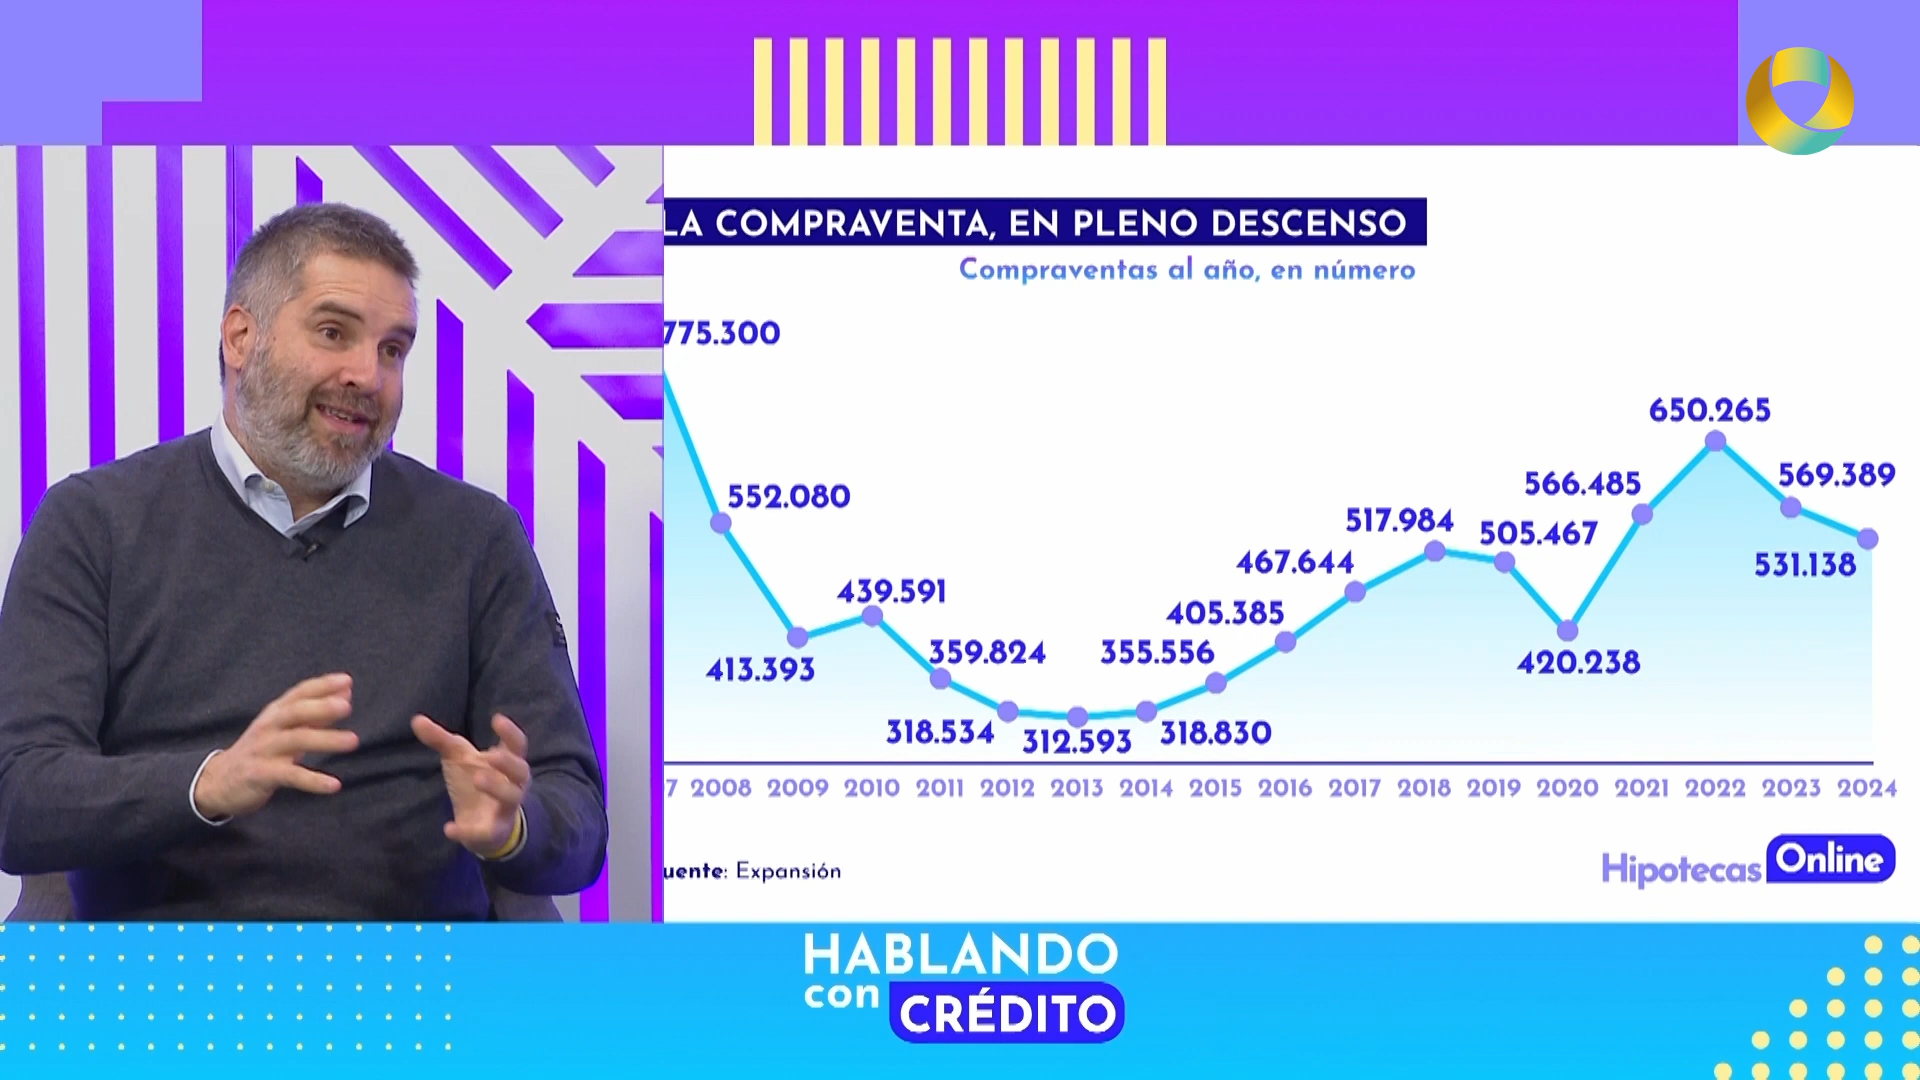 LA COMPRAVENTA, EN PLENO DESCENSO
Compraventas al año, en número
775.300
650.265
569.389
566.485
552.080
517.984
505.467
531.138
467.644
439.591
405.385
359.824
355.556
413.393
420.238
318.534
312.593
318.830
7 2008 2009 2010 2011 2012 2013 2014 2015 2016 2017 2018 2019 2020 2021 2022 2023 2024
uente: Expansión
Hipotecas Online
HABLANDO
con CRÉDITO